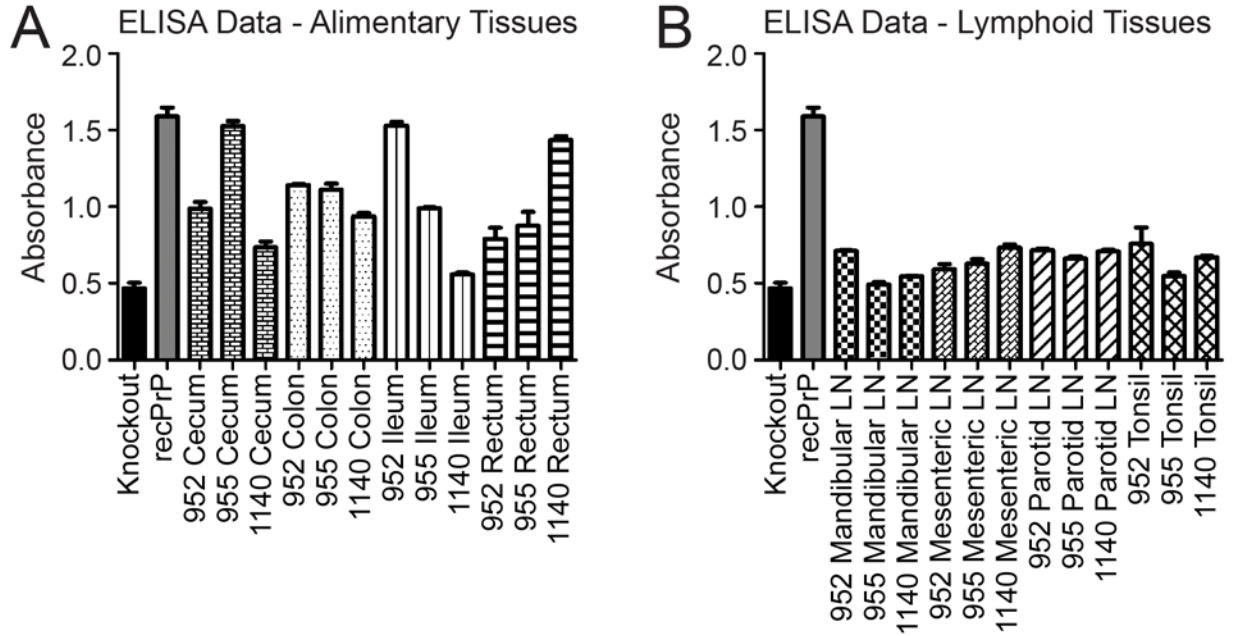 A ELISA Data - Alimentary Tissues
Absorbance
2.0
1.5
1.0
0.5
0.0
Knockout
recPrP
952 Cecum
955 Cecum
1140 Cecum
952 Colon
955 Colon
1140 Colon
952 Ileum
955 Ileum
1140 Ileum
952 Rectum
955 Rectum
1140 Rectum
B ELISA Data - Lymphoid Tissues
Absorbance
2.0
1.5
1.0
0.5
0.0
Knockout
recPrP
952 Mandibular LN
955 Mandibular LN
1140 Mandibular LN
952 Mesenteric LN
955 Mesenteric LN
1140 Mesenteric LN
952 Parotid LN
955 Parotid LN
1140 Parotid LN
952 Tonsil
955 Tonsil
1140 Tonsil